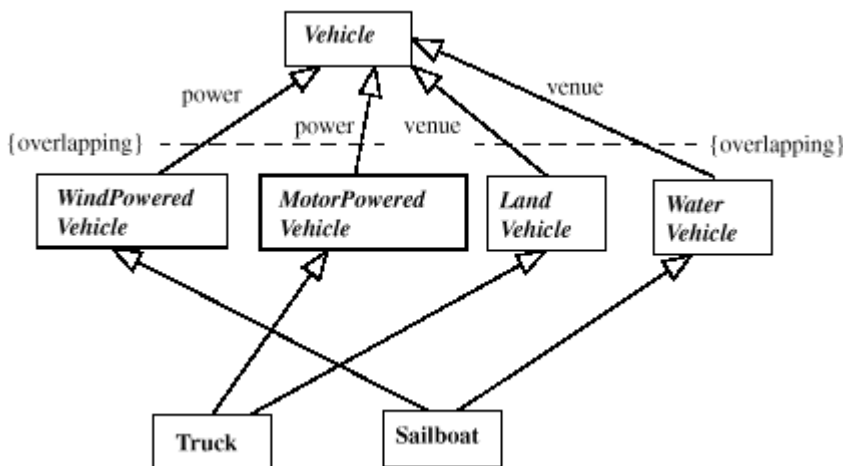 Vehicle
power
venue
power
venue
{overlapping}
{overlapping}
WindPowered
Vehicle
MotorPowered
Vehicle
Land
Vehicle
Water
Vehicle
Truck
Sailboat